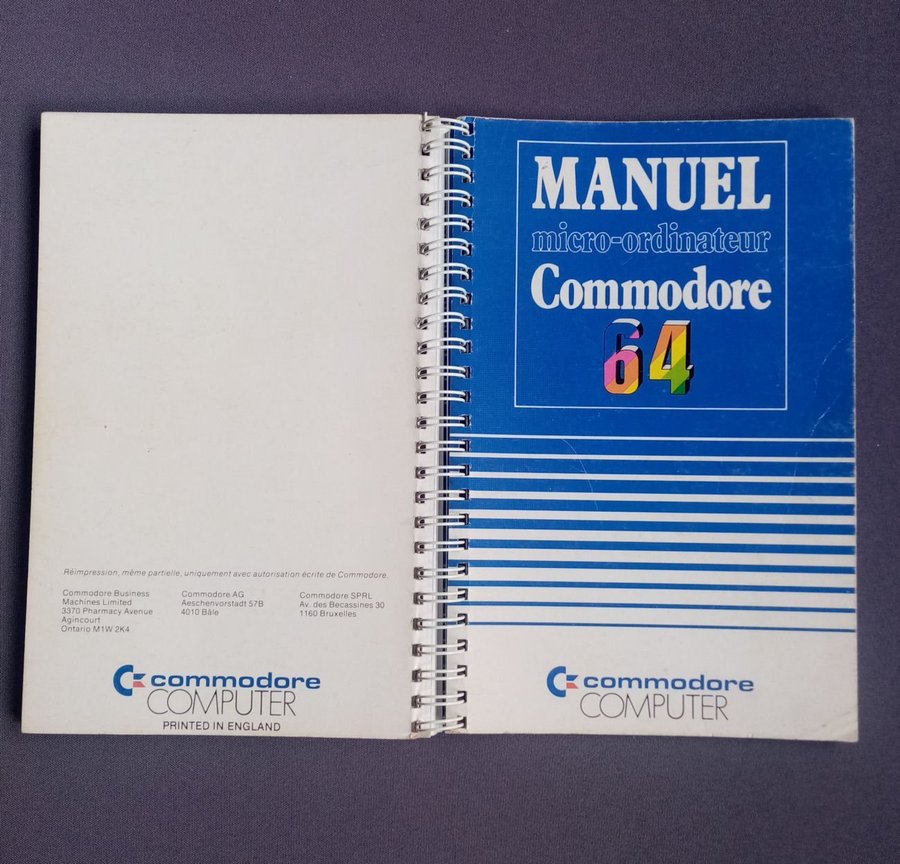 Réimpression, même partielle, uniquement avec autorisation écrite de Commodore.
Commodore Business
Machines Limited
3370 Pharmacy Avenue
Agincourt
Ontario M1W 2K4
Commodore AG
Aeschenvorstadt 57B
4010 Bâle
Commodore SPRL
Av. des Becassines 30
1160 Bruxelles
commodore
COMPUTER
PRINTED IN ENGLAND
MANUEL
micro-ordinateur
Commodore
64
commodore
COMPUTER